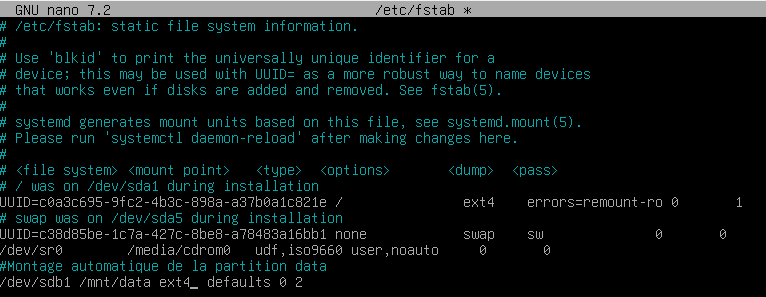 GNU nano 7.2 /etc/fstab *
# /etc/fstab: static file system information.
#
# Use 'blkid' to print the universally unique identifier for a
# device; this may be used with UUID= as a more robust way to name devices
# that works even if disks are added and removed. See fstab(5).
#
# systemd generates mount units based on this file, see systemd.mount(5).
# Please run 'systemctl daemon-reload' after making changes here.
#
# <file system> <mount point> <type> <options> <dump> <pass>
# / was on /dev/sda1 during installation
UUID=c0a3c695-9fc2-4b3c-898a-a37b0a1c821e / ext4 errors=remount-ro 0 1
# swap was on /dev/sda5 during installation
UUID=c38d85be-1c7a-427c-8be8-a78483a16bb1 none swap sw 0 0
/dev/sr0 /media/cdrom0 udf,iso9660 user,noauto 0 0
#Montage automatique de la partition data
/dev/sdb1 /mnt/data ext4 defaults 0 2